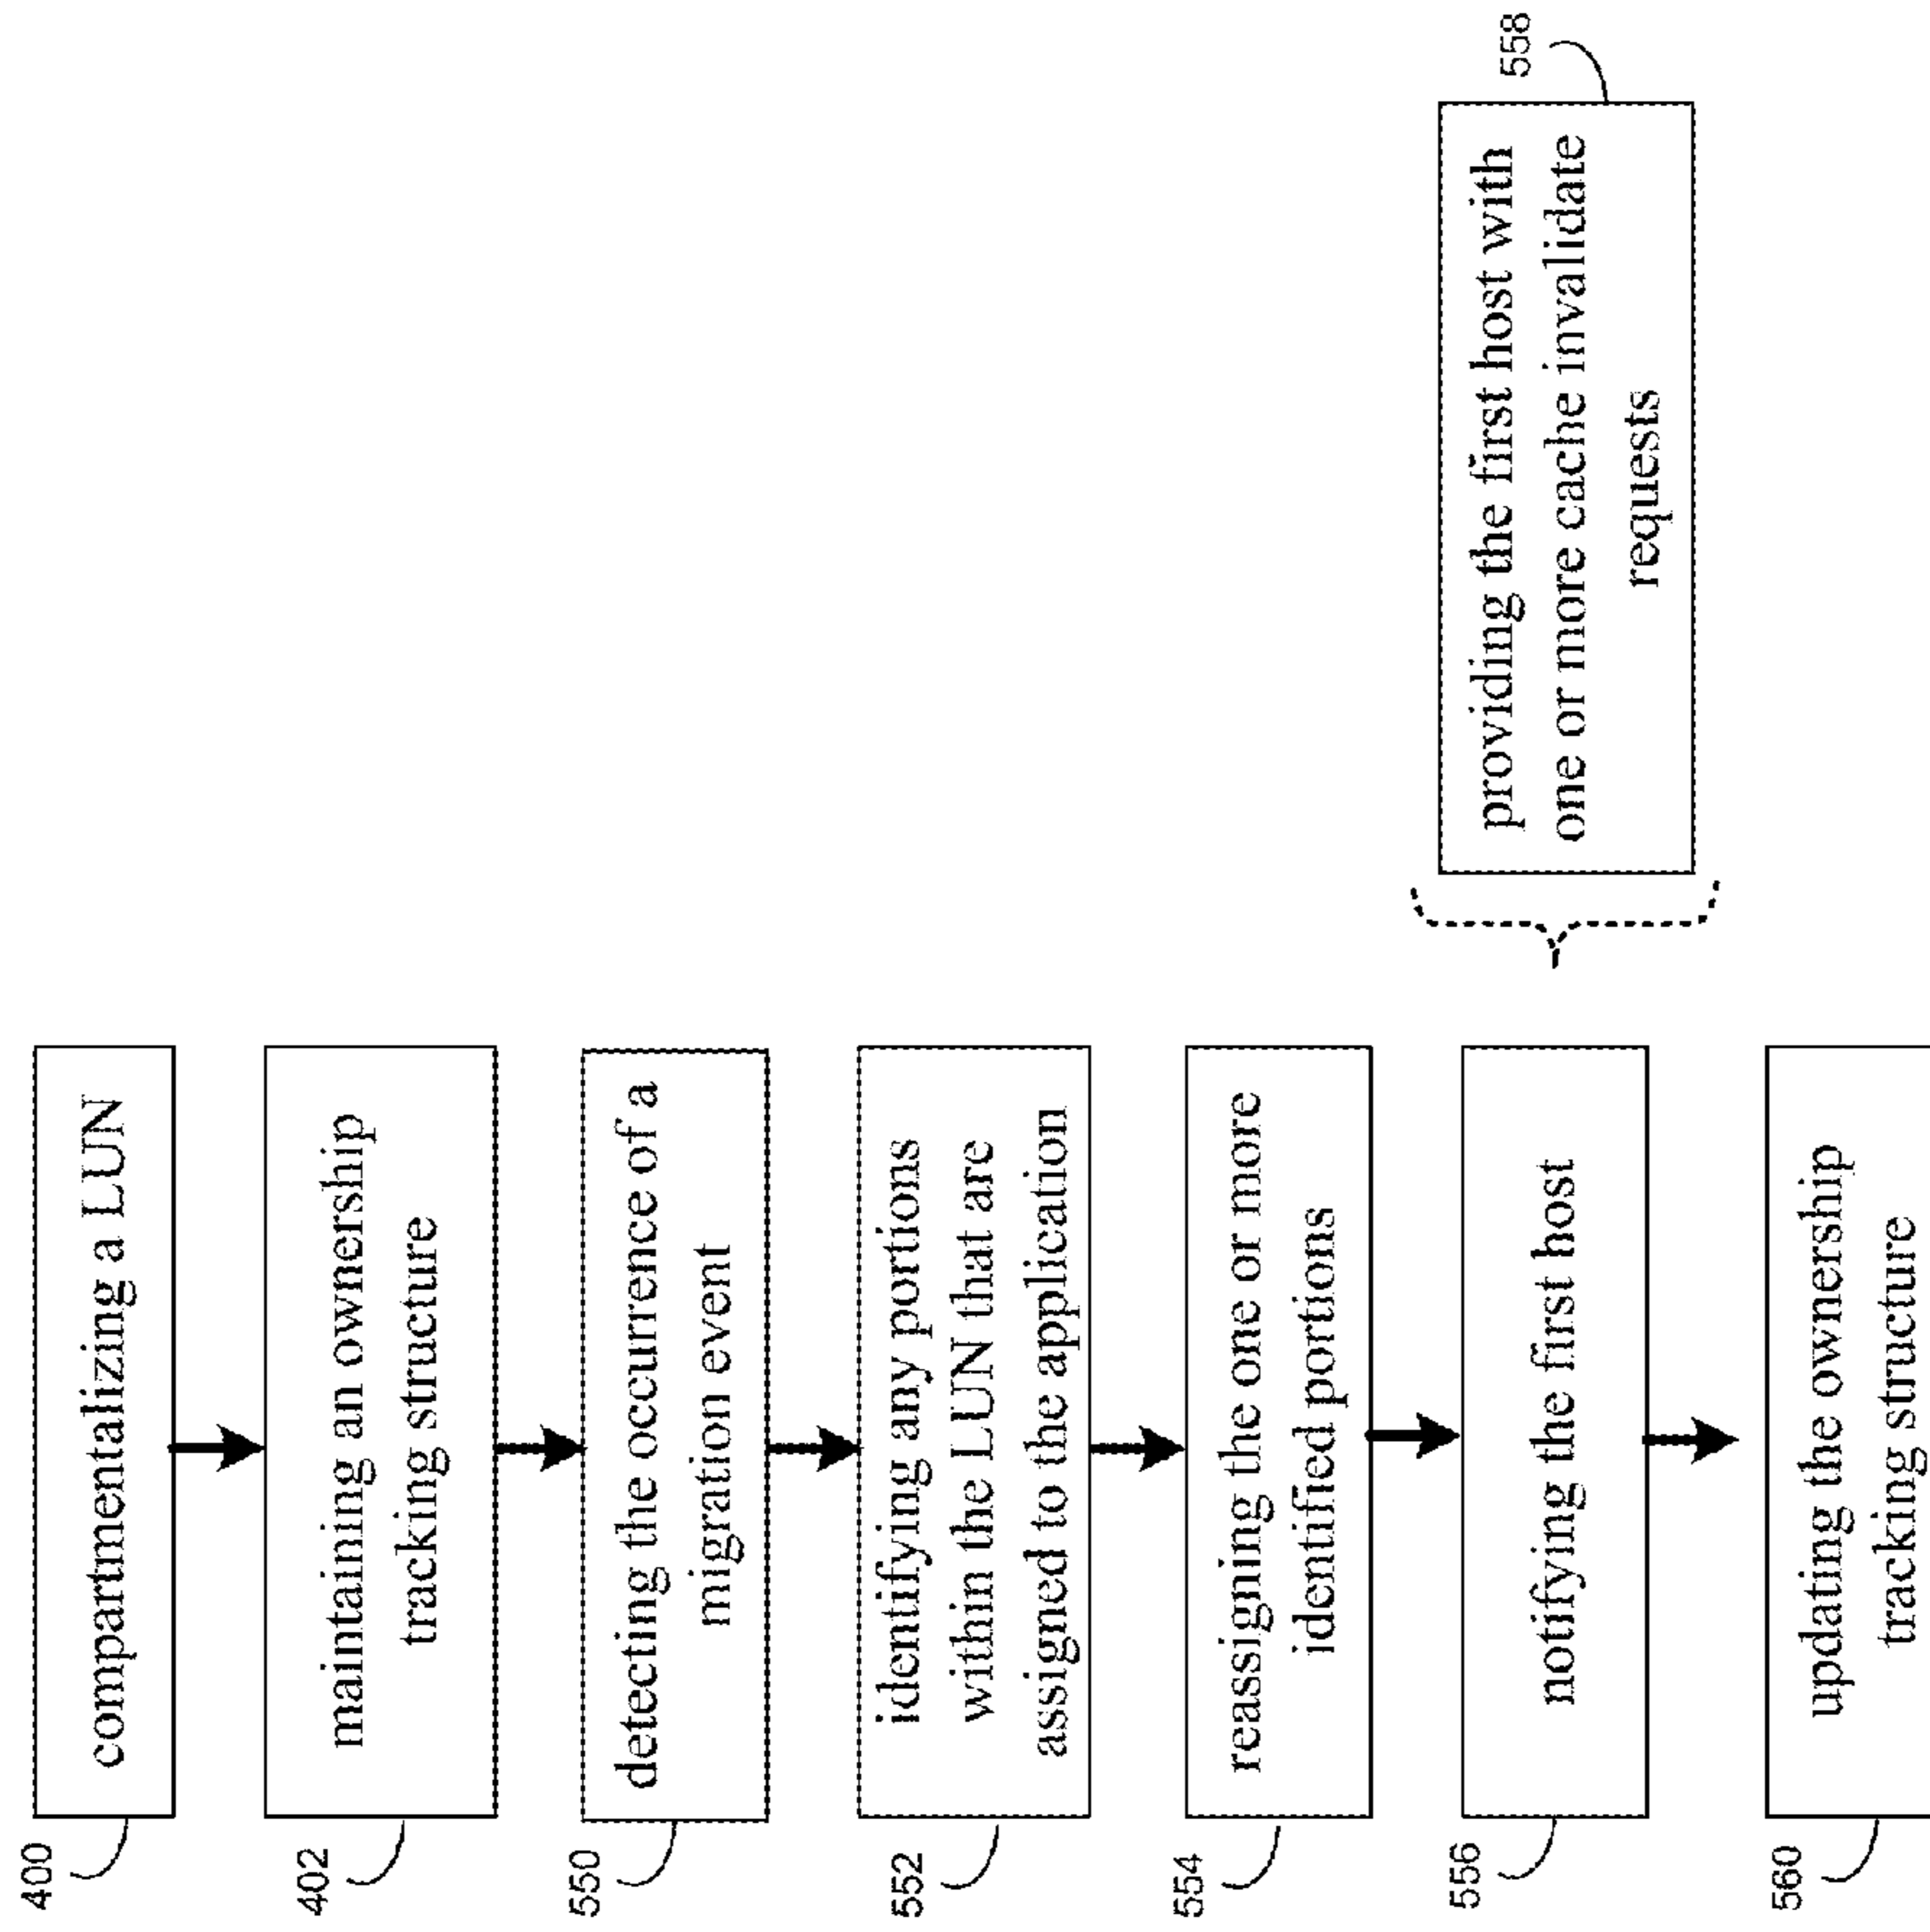 400
compartmentalizing a LUN
402
maintaining an ownership
tracking structure
550
detecting the occurrence of a
migration event
552
identifying any portions
within the LUN that are
assigned to the application
554
reassigning the one or more
identified portions
556
notifying the first host
558
providing the first host with
one or more cache invalidate
requests
560
updating the ownership
tracking structure